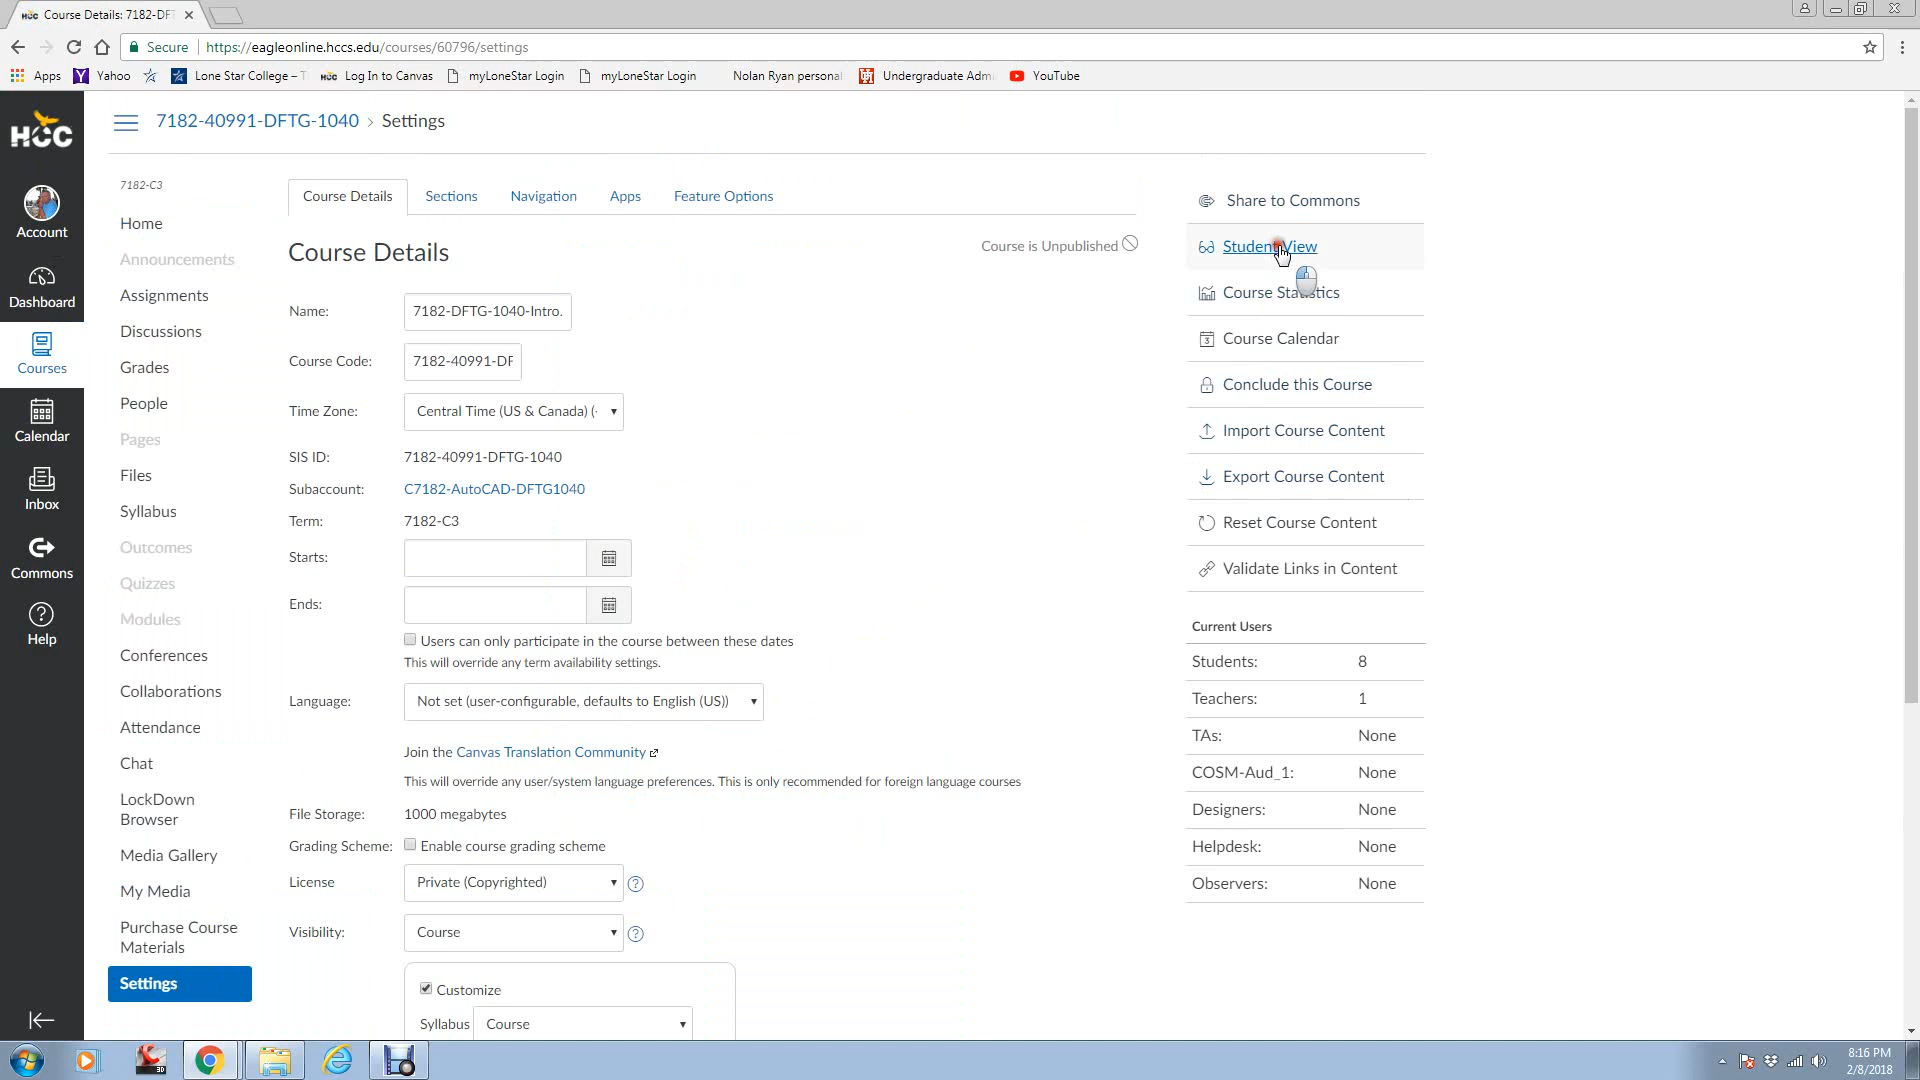 Course Details: 7182-DF
Secure
https://eagleonline.hccs.edu/courses/60796/settings
Apps
Yahoo
Lone Star College –
Log In to Canvas
myLoneStar Login
myLoneStar Login
Nolan Ryan personal
Undergraduate Adm
YouTube
HCC
Account
Dashboard
Courses
Calendar
Inbox
Commons
Help
7182-40991-DFTG-1040 › Settings
7182-C3
Home
Announcements
Assignments
Discussions
Grades
People
Pages
Files
Syllabus
Outcomes
Quizzes
Modules
Conferences
Collaborations
Attendance
Chat
LockDown
Browser
Media Gallery
My Media
Purchase Course
Materials
Settings
Course Details
Sections
Navigation
Apps
Feature Options
Course Details
Course is Unpublished
Name:
7182-DFTG-1040-Intro.
Course Code:
7182-40991-DF
Time Zone:
Central Time (US & Canada) (-
SIS ID:
7182-40991-DFTG-1040
Subaccount:
C7182-AutoCAD-DFTG1040
Term:
7182-C3
Starts:
Ends:
Users can only participate in the course between these dates
This will override any term availability settings.
Language:
Not set (user-configurable, defaults to English (US))
Join the Canvas Translation Community
This will override any user/system language preferences. This is only recommended for foreign language courses
File Storage:
1000 megabytes
Grading Scheme:
Enable course grading scheme
License
Private (Copyrighted)
Visibility:
Course
Customize
Syllabus
Course
Share to Commons
Student View
Course Statistics
Course Calendar
Conclude this Course
Import Course Content
Export Course Content
Reset Course Content
Validate Links in Content
Current Users
Students: 8
Teachers: 1
TAs: None
COSM-Aud_1: None
Designers: None
Helpdesk: None
Observers: None
8:16 PM
2/8/2018